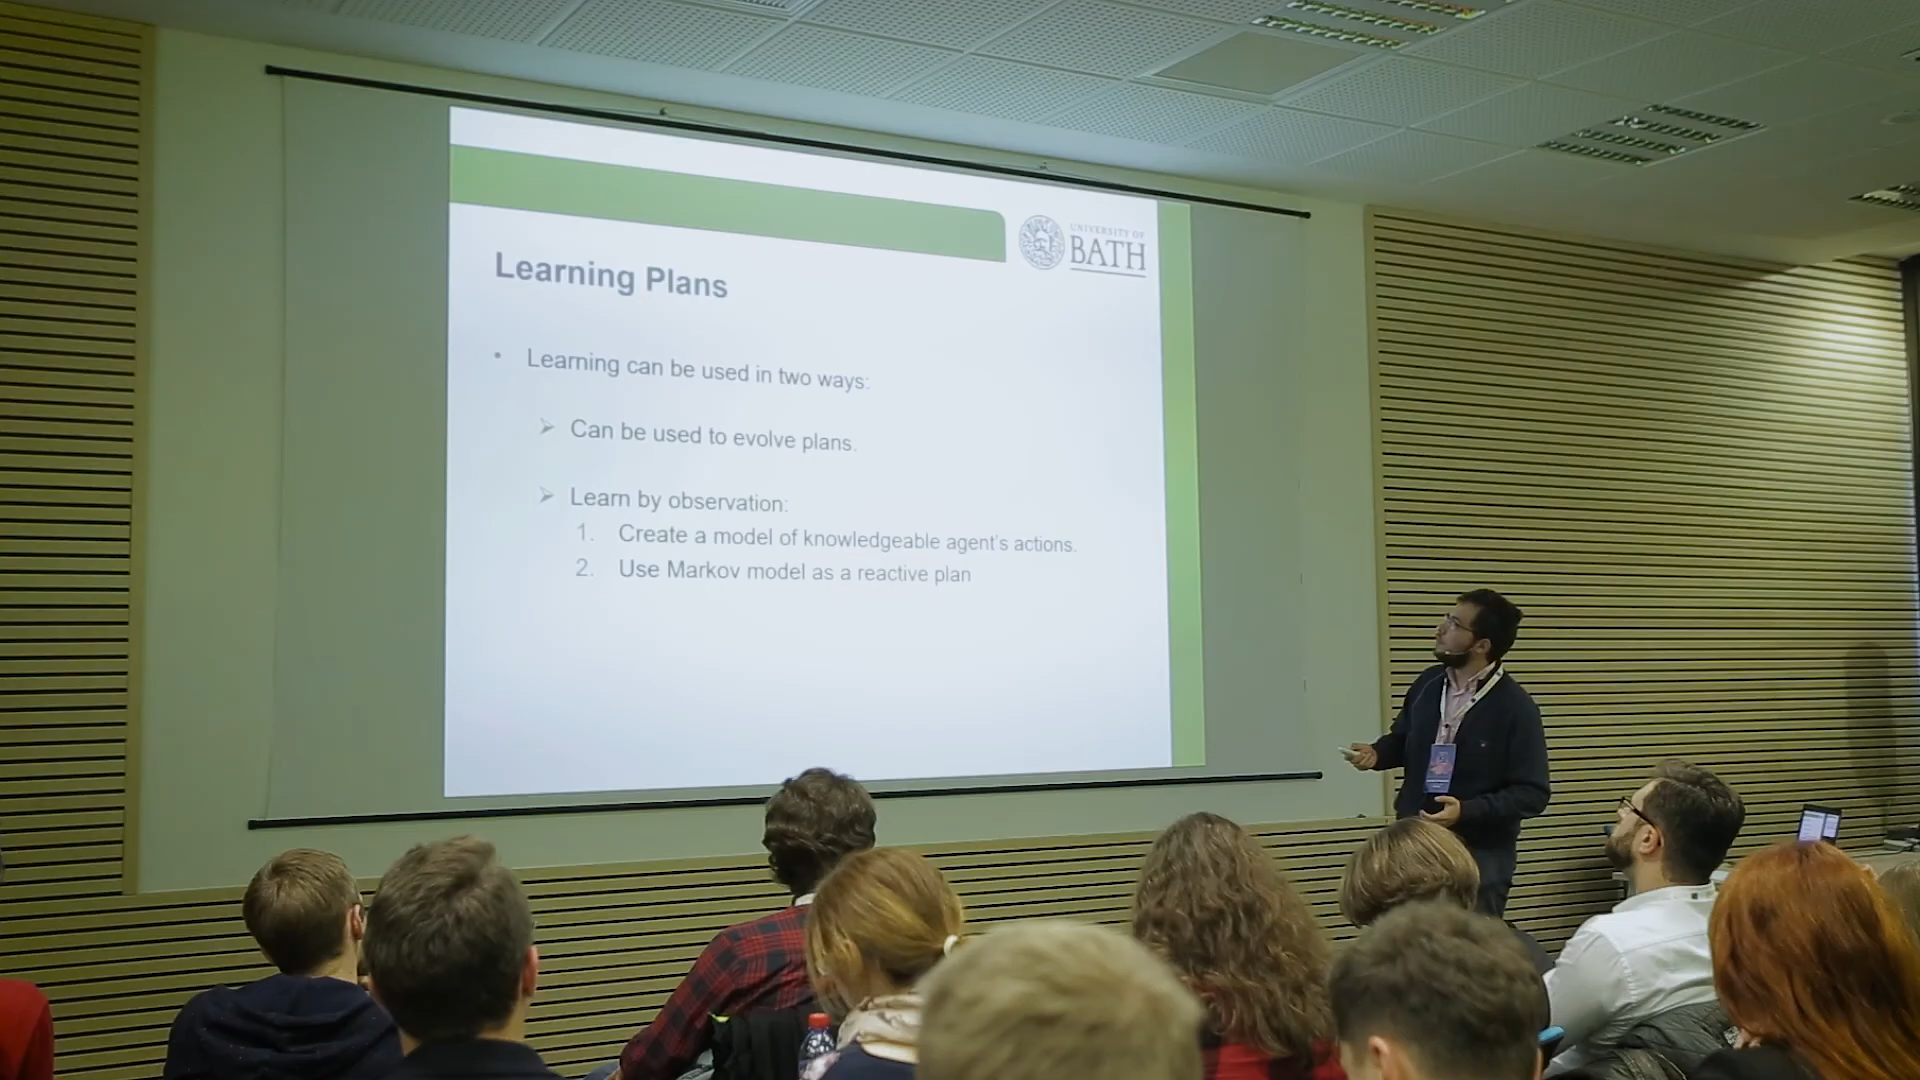 UNIVERSITY OF
BATH
Learning Plans
• Learning can be used in two ways:
➢ Can be used to evolve plans.
➢ Learn by observation:
1. Create a model of knowledgeable agent's actions.
2. Use Markov model as a reactive plan